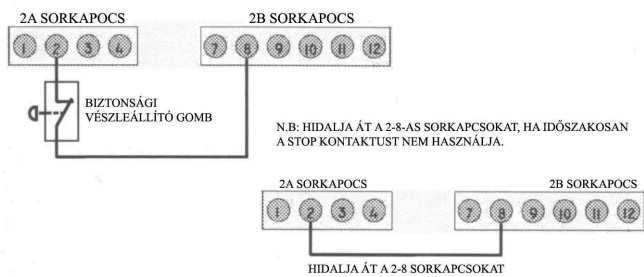 2A SORKAPOCS 2B SORKAPOCS
1 2 3 4 7 8 9 10 11 12
BIZTONSÁGI
VÉSZLEÁLLÍTÓ GOMB
N.B: HIDALJA ÁT A 2-8-AS SORKAPCSOKAT, HA IDŐSZAKOSAN
A STOP KONTAKTUST NEM HASZNÁLJA.
2A SORKAPOCS 2B SORKAPOCS
1 2 3 4 7 8 9 10 11 12
HIDALJA ÁT A 2-8 SORKAPCSOKAT